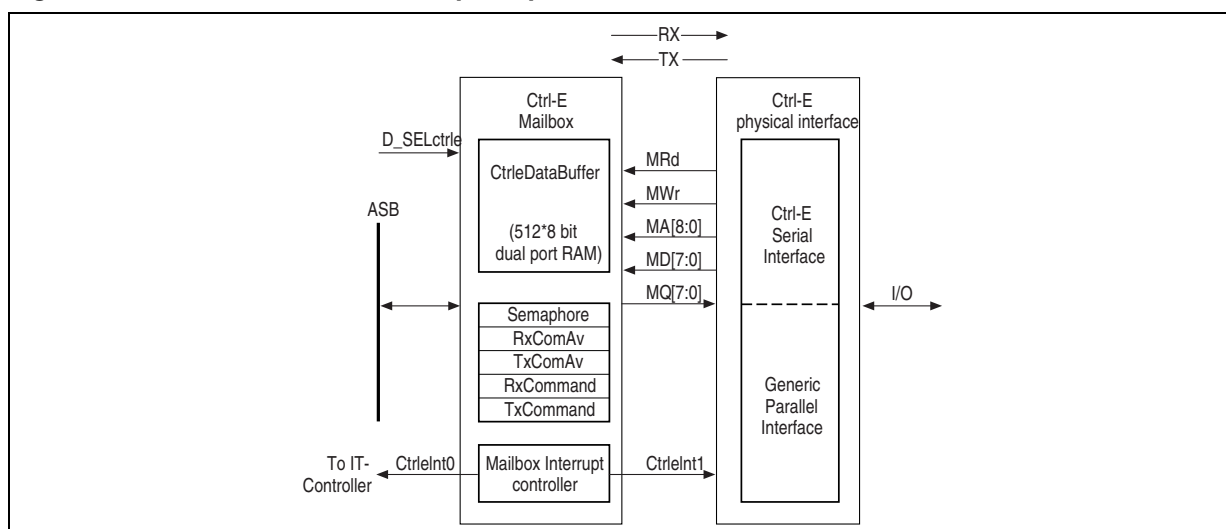 RX
TX
Ctrl-E
Mailbox
Ctrl-E
physical interface
D_SELctrle
CtrleDataBuffer
(512*8 bit
dual port RAM)
ASB
MRd
MWr
MA[8:0]
MD[7:0]
MQ[7:0]
Ctrl-E
Serial
Interface
I/O
Semaphore
RxComAv
TxComAv
RxCommand
TxCommand
Generic
Parallel
Interface
To IT-
Controller
CtrleInt0
Mailbox Interrupt
controller
CtrleInt1